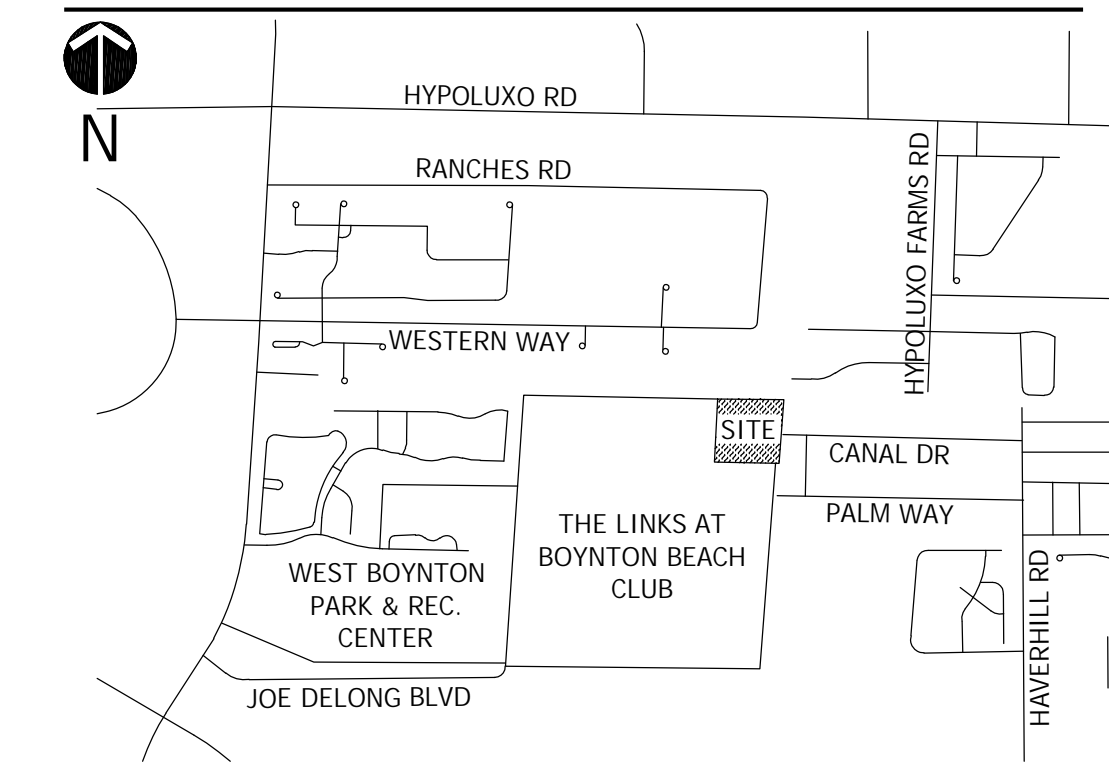 N
HYPOLUXO RD
RANCHES RD
HYPOLUXO FARMS RD
WESTERN WAY
SITE
CANAL DR
PALM WAY
THE LINKS AT
BOYNTON BEACH
CLUB
WEST BOYNTON
PARK & REC.
CENTER
HAVERHILL RD
JOE DELONG BLVD